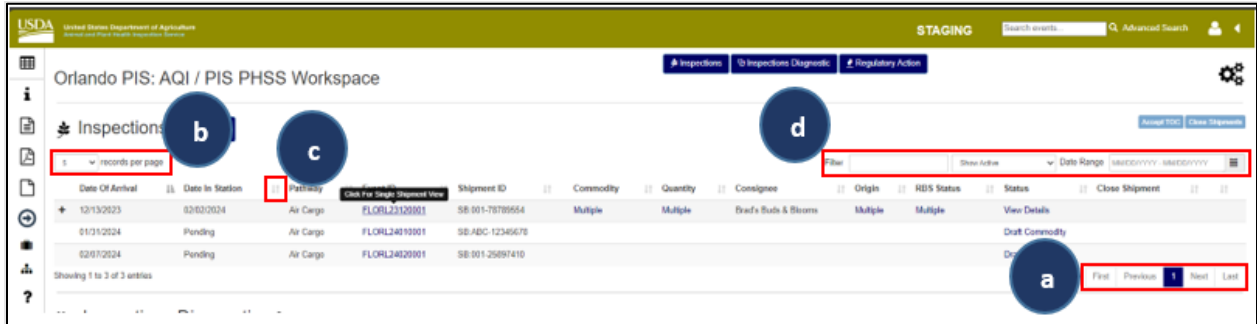 USDA United States Department of Agriculture
Animal and Plant Health Inspection Service
STAGING
Search events...
Advanced Search
Inspections
Inspections Diagnostic
Regulatory Action
Orlando PIS: AQI / PIS PHSS Workspace
Inspections
b
c
d
Accept TOC Close Shipments
5 records per page
Filter
Show Active
Date Range MM/DD/YYYY - MM/DD/YYYY
Date Of Arrival Date In Station Pathway Shipment ID Commodity Quantity Consignee Origin RBS Status Status Close Shipment
Click For Single Shipment View
12/13/2023 02/02/2024 Air Cargo FLORL23120001 SB:001-78789554 Multiple Multiple Brad's Buds & Blooms Multiple Multiple View Details
01/31/2024 Pending Air Cargo FLORL24010001 SB:ABC-12345678 Draft Commodity
02/07/2024 Pending Air Cargo FLORL24020001 SB:001-25897410
Showing 1 to 3 of 3 entries
a
First Previous 1 Next Last